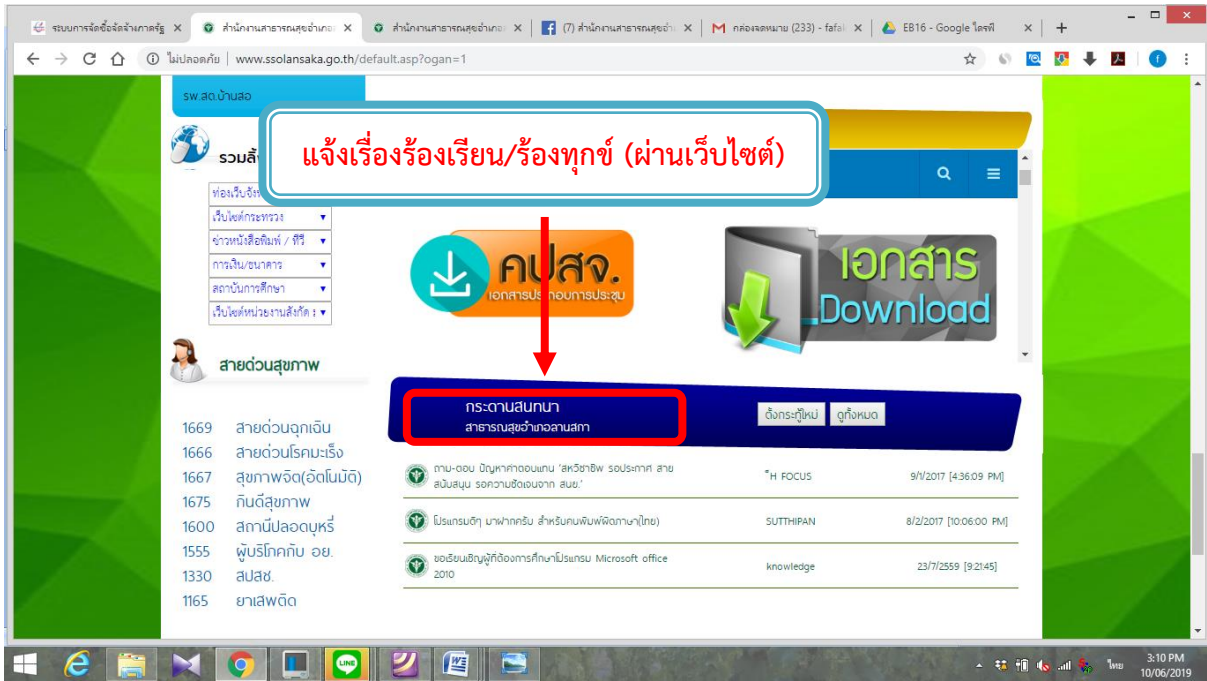 ระบบการจัดซื้อจัดจ้างภาครัฐ
สำนักงานสาธารณสุขอำเภอ
สำนักงานสาธารณสุขอำเภอ
(7) สำนักงานสาธารณสุขอำ
กล่องจดหมาย (233) - fafai
EB16 - Google ไดรฟ์
ไม่ปลอดภัย
www.ssolansaka.go.th/default.asp?ogan=1
รพ.สต.บ้านสอ
แจ้งเรื่องร้องเรียน/ร้องทุกข์ (ผ่านเว็บไซต์)
รวมลิ้
ท่องเว็บจัง
เว็บไซต์กระทรวง
ข่าวหนังสือพิมพ์ / ทีวี
การเงิน/ธนาคาร
สถาบันการศึกษา
เว็บไซต์หน่วยงานสังกัด
คปสจ.
เอกสารประกอบการประชุม
เอกสาร
Download
สายด่วนสุขภาพ
1669 สายด่วนฉุกเฉิน
1666 สายด่วนโรคมะเร็ง
1667 สุขภาพจิต(อัตโนมัติ)
1675 กินดีสุขภาพ
1600 สถานีปลอดบุหรี่
1555 ผู้บริโภคกับ อย.
1330 สปสช.
1165 ยาเสพติด
กระดานสนทนา
สาธารณสุขอำเภอลานสกา
ตั้งกระทู้ใหม่ ดูทั้งหมด
ถาม-ตอบ ปัญหาค่าตอบแทน 'สหวิชาชีพ รอประกาศ สาย
สนับสนุน รอความชัดเจนจาก สนย.'
H FOCUS
9/1/2017 [4:36:09 PM]
โปรแกรมดีๆ มาฝากครับ สำหรับคนพิมพ์ผิดภาษา(ไทย)
SUTTHIPAN
8/2/2017 [10:06:00 PM]
ขอเรียนเชิญผู้ที่ต้องการศึกษาโปรแกรม Microsoft office
2010
knowledge
23/7/2559 [9:21:45]
LINE
ไทย
3:10 PM
10/06/2019